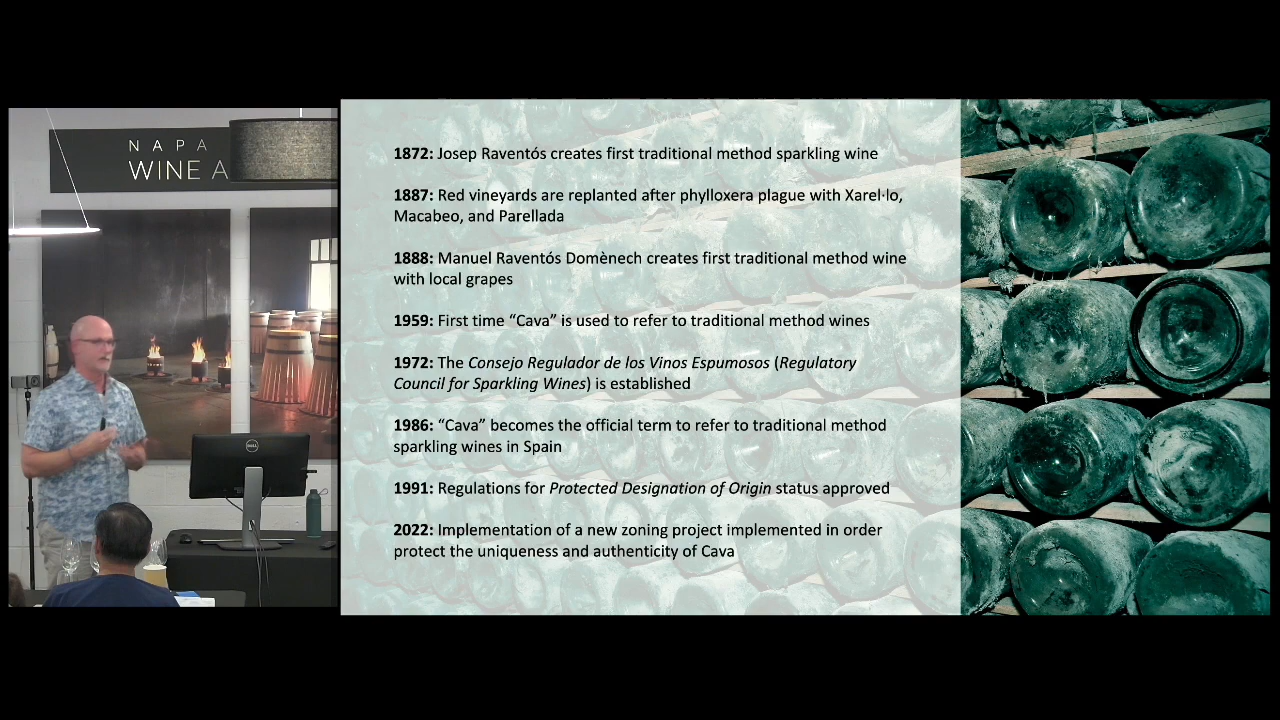 NAPA
WINE A
DELL
1872: Josep Raventós creates first traditional method sparkling wine
1887: Red vineyards are replanted after phylloxera plague with Xarel·lo,
Macabeo, and Parellada
1888: Manuel Raventós Domènech creates first traditional method wine
with local grapes
1959: First time “Cava” is used to refer to traditional method wines
1972: The Consejo Regulador de los Vinos Espumosos (Regulatory
Council for Sparkling Wines) is established
1986: “Cava” becomes the official term to refer to traditional method
sparkling wines in Spain
1991: Regulations for Protected Designation of Origin status approved
2022: Implementation of a new zoning project implemented in order
protect the uniqueness and authenticity of Cava